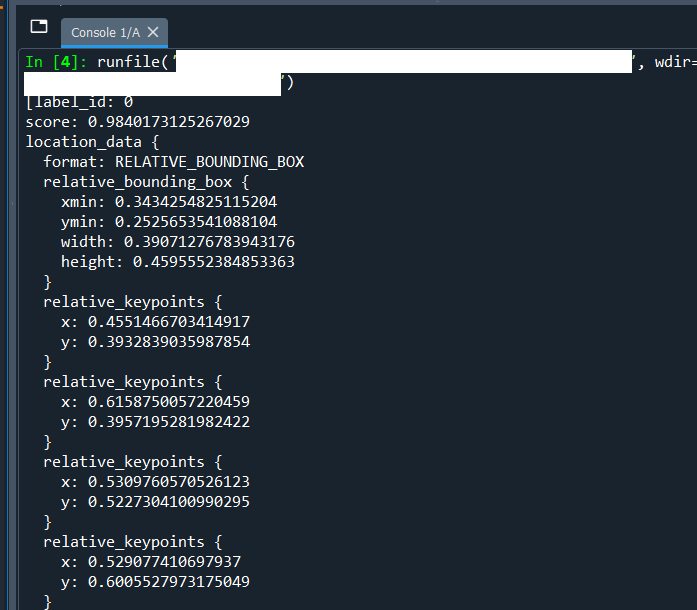 Console 1/A
In [4]: runfile('', wdir=
')
[label_id: 0
score: 0.9840173125267029
location_data {
  format: RELATIVE_BOUNDING_BOX
  relative_bounding_box {
    xmin: 0.3434254825115204
    ymin: 0.2525653541088104
    width: 0.39071276783943176
    height: 0.4595552384853363
  }
  relative_keypoints {
    x: 0.4551466703414917
    y: 0.3932839035987854
  }
  relative_keypoints {
    x: 0.6158750057220459
    y: 0.3957195281982422
  }
  relative_keypoints {
    x: 0.5309760570526123
    y: 0.5227304100990295
  }
  relative_keypoints {
    x: 0.529077410697937
    y: 0.6005527973175049
  }